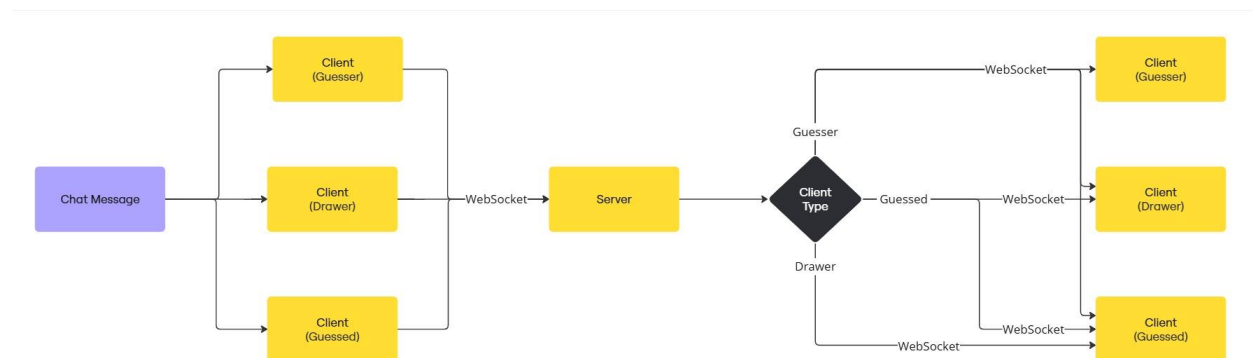 Client
(Guesser)
Chat Message
Client
(Drawer)
WebSocket
Client
(Guessed)
Server
Client
Type
Guesser
Guessed
Drawer
WebSocket
WebSocket
WebSocket
WebSocket
Client
(Guesser)
Client
(Drawer)
Client
(Guessed)